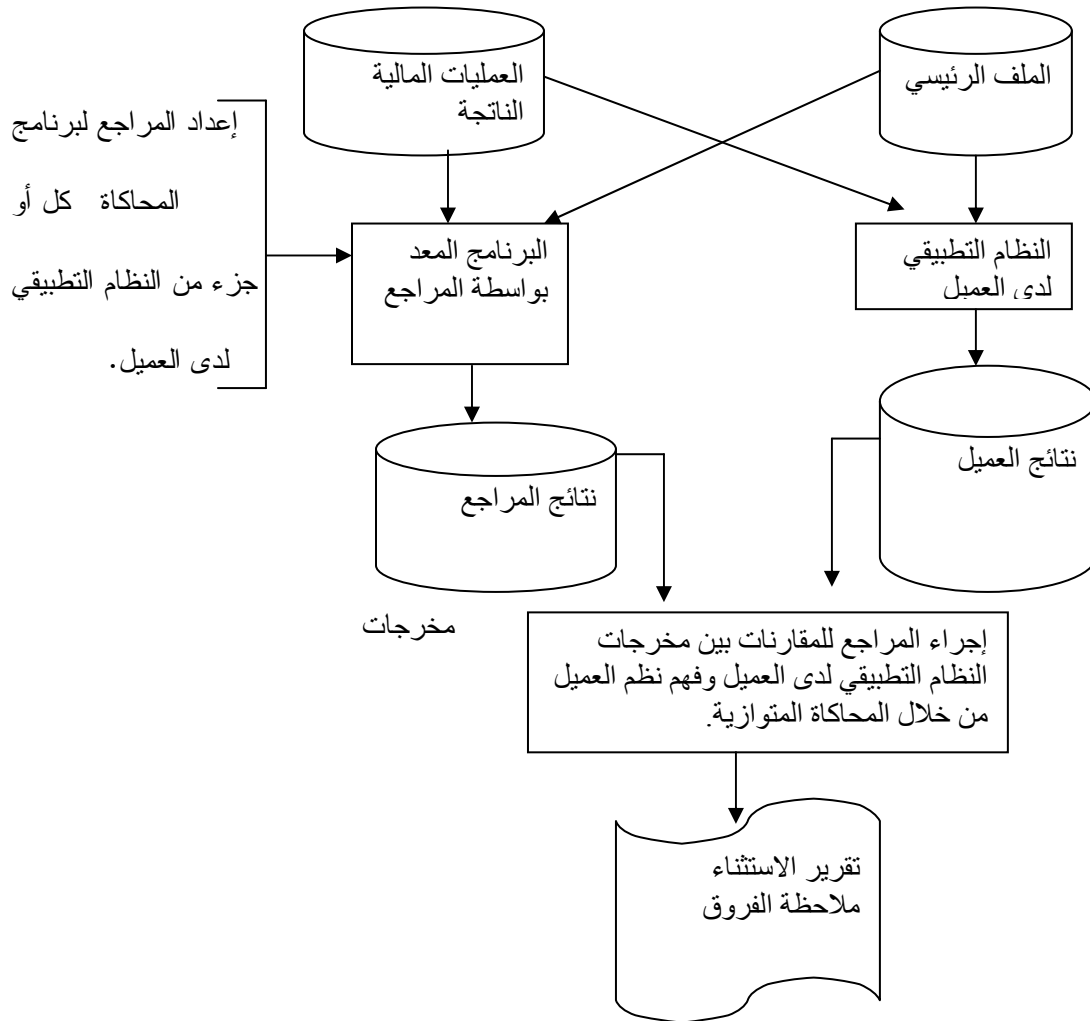 الملف الرئيسي
العمليات المالية
الناتجة
إعداد المراجع لبرنامج
المحاكاة كل أو
جزء من النظام التطبيقي
لدى العميل.
النظام التطبيقي
لدى العميل
البرنامج المعد
بواسطة المراجع
نتائج العميل
نتائج المراجع
مخرجات
إجراء المراجع للمقارنات بين مخرجات
النظام التطبيقي لدى العميل وفهم نظم العميل
من خلال المحاكاة المتوازية.
تقرير الاستثناء
ملاحظة الفروق